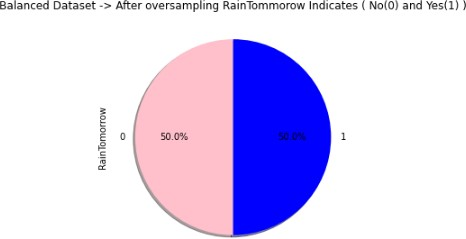 Balanced Dataset -> After oversampling RainTommorow Indicates ( No(0) and Yes(1) )
RainTomorrow
0
50.0%
50.0%
1